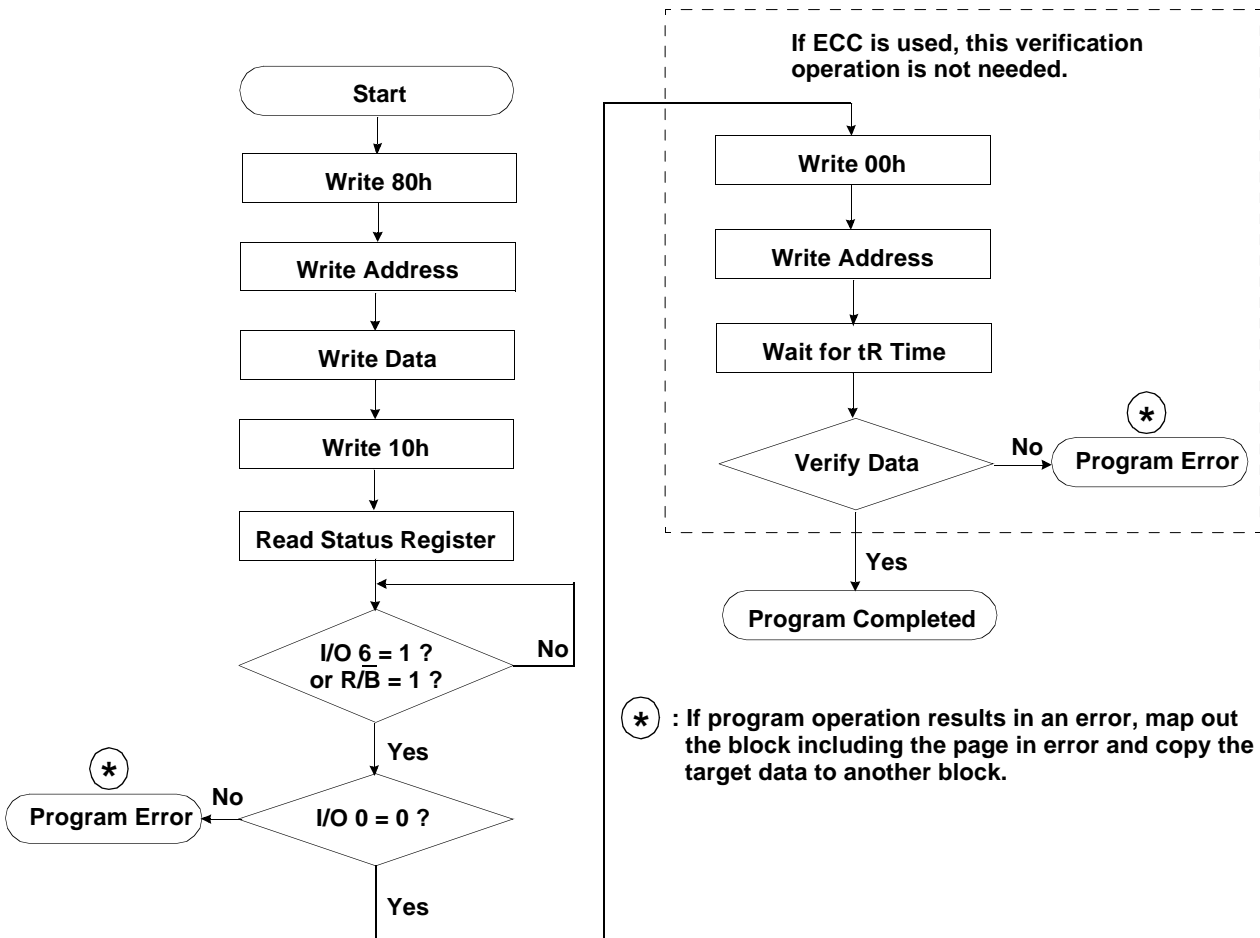 Start
Write 80h
Write Address
Write Data
Write 10h
Read Status Register
I/O 6 = 1 ?
or R/B̅ = 1 ?
No
Yes
*
No
Program Error
I/O 0 = 0 ?
Yes
If ECC is used, this verification
operation is not needed.
Write 00h
Write Address
Wait for tR Time
*
Verify Data
No
Program Error
Yes
Program Completed
* : If program operation results in an error, map out
the block including the page in error and copy the
target data to another block.